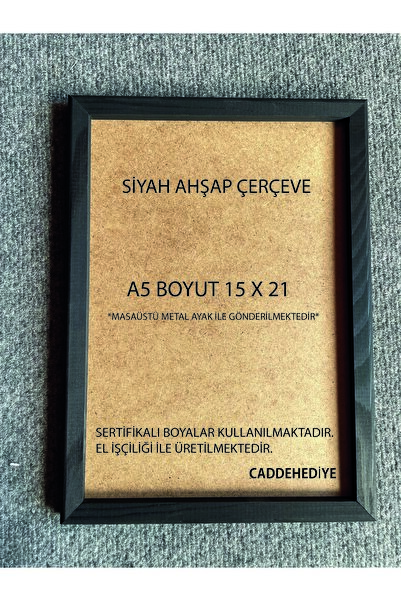 SİYAH AHŞAP ÇERÇEVE
A5 BOYUT 15 X 21
*MASAÜSTÜ METAL AYAK İLE GÖNDERİLMEKTEDİR*
SERTİFİKALI BOYALAR KULLANILMAKTADIR.
EL İŞÇİLİĞİ İLE ÜRETİLMEKTEDİR.
CADDEHEDİYE